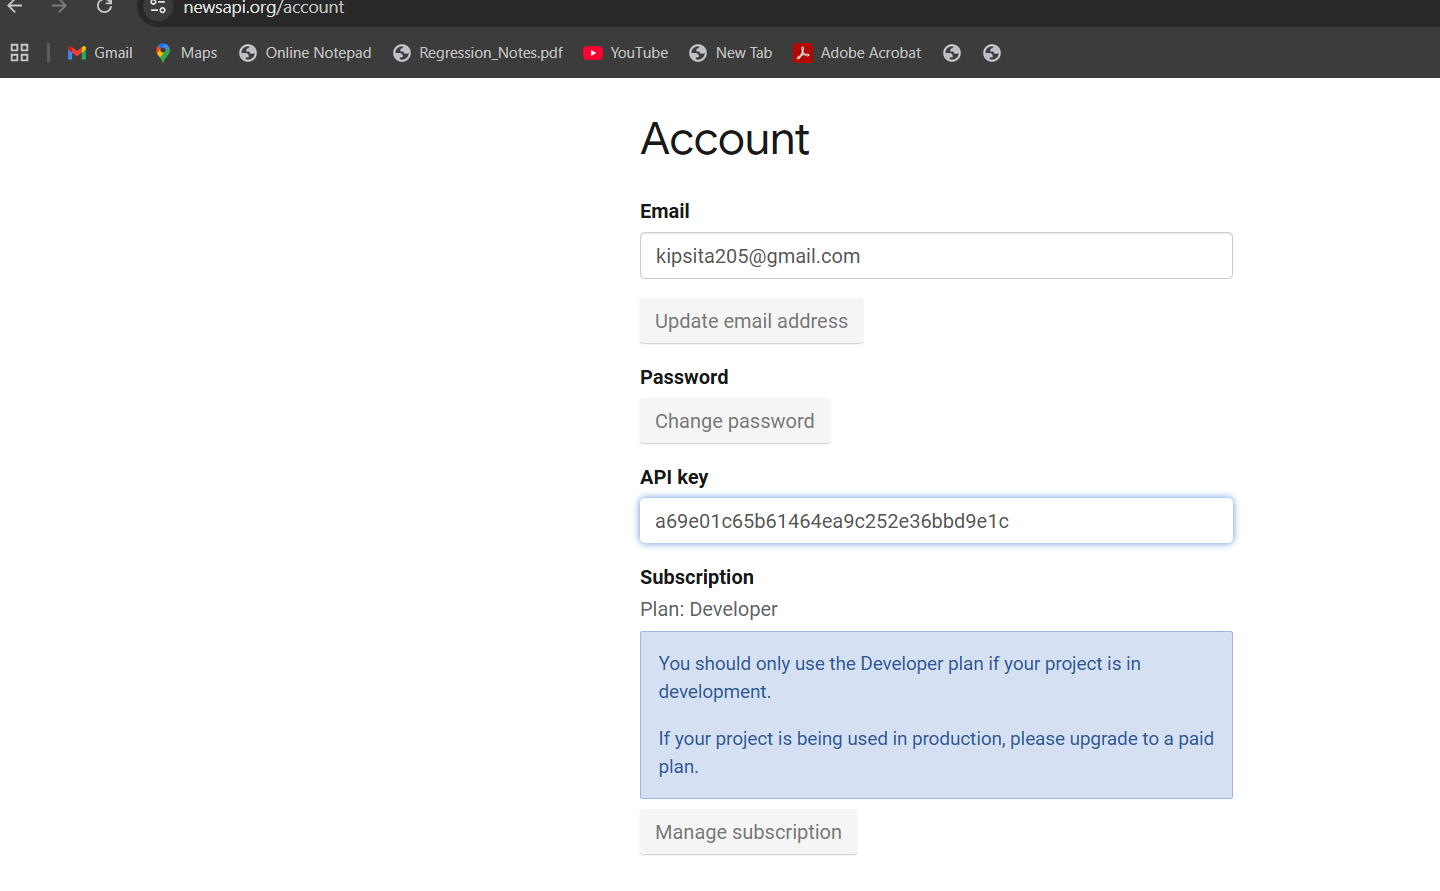 newsapi.org/account
Gmail Maps Online Notepad Regression_Notes.pdf YouTube New Tab Adobe Acrobat
Account
Email
kipsita205@gmail.com
Update email address
Password
Change password
API key
a69e01c65b61464ea9c252e36bbd9e1c
Subscription
Plan: Developer
You should only use the Developer plan if your project is in
development.
If your project is being used in production, please upgrade to a paid
plan.
Manage subscription